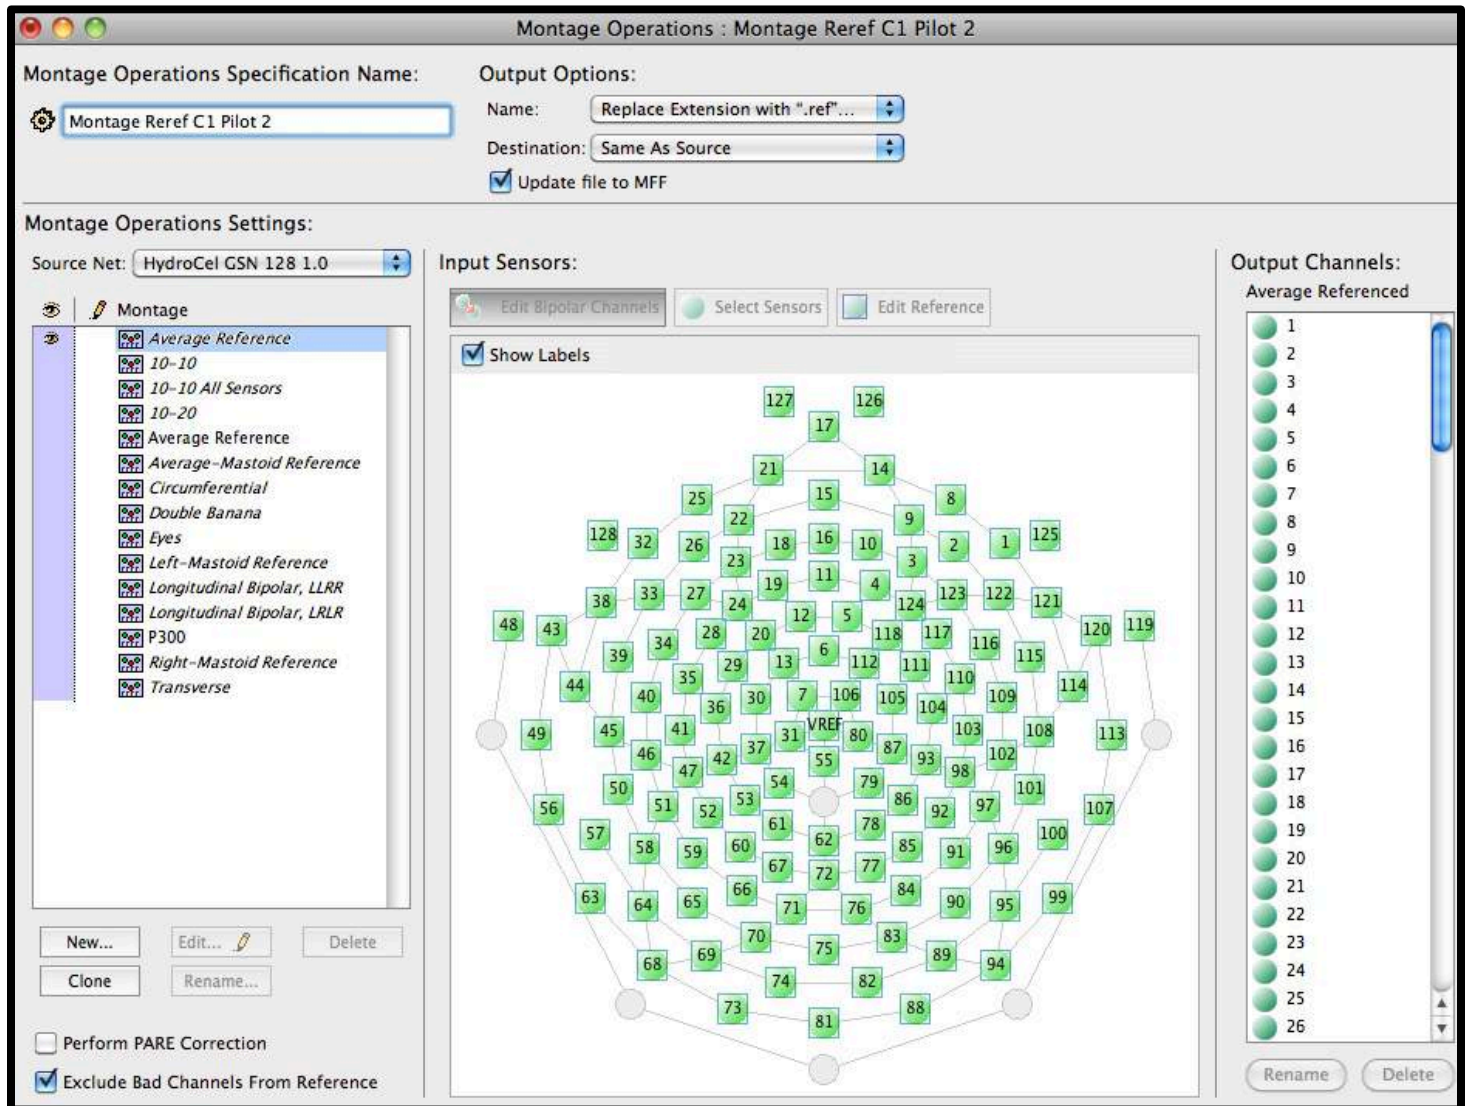 Montage Operations : Montage Reref C1 Pilot 2
Montage Operations Specification Name:
Montage Reref C1 Pilot 2
Output Options:
Name: Replace Extension with ".ref"...
Destination: Same As Source
Update file to MFF
Montage Operations Settings:
Source Net: HydroCel GSN 128 1.0
Montage
Average Reference
10-10
10-10 All Sensors
10-20
Average Reference
Average-Mastoid Reference
Circumferential
Double Banana
Eyes
Left-Mastoid Reference
Longitudinal Bipolar, LLRR
Longitudinal Bipolar, LRLR
P300
Right-Mastoid Reference
Transverse
New... Edit... Delete
Clone Rename...
Perform PARE Correction
Exclude Bad Channels From Reference
Input Sensors:
Edit Bipolar Channels Select Sensors Edit Reference
Show Labels
127 126
17
21 14
25 15 8
22 9
128 32 26 18 16 10 2 1 125
23 3
19 11 4
38 33 27 24 124 123 122 121
12 5
48 43 28 20 118 117 120 119
34 6 116
39 29 13 112 111 115
44 35 110 114
40 36 30 7 106 105 104 109
VREF
49 45 41 31 80 103 108 113
46 42 37 55 87 93 102
47 98
50 54 79 101
56 51 52 53 86 92 97 107
57 61 78 100
58 59 60 62 85 91 96
67 72 77
63 66 84 99
64 65 71 76 90 95
70 75 83
68 69 89 94
74 82
73 88
81
Output Channels:
Average Referenced
1
2
3
4
5
6
7
8
9
10
11
12
13
14
15
16
17
18
19
20
21
22
23
24
25
26
Rename Delete